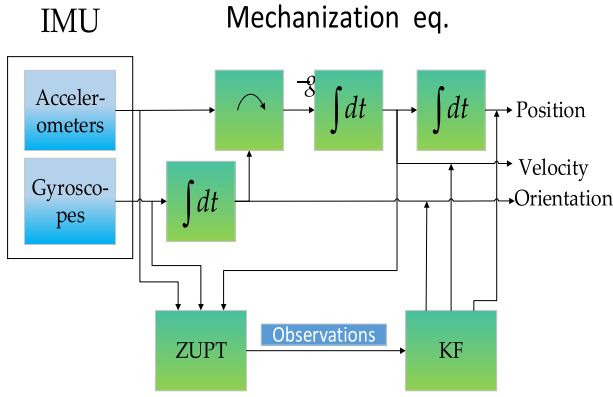 IMU
Mechanization eq.
Acceler-
ometers
-g
∫dt
∫dt
Position
Gyrosco-
pes
∫dt
Velocity
Orientation
ZUPT
Observations
KF